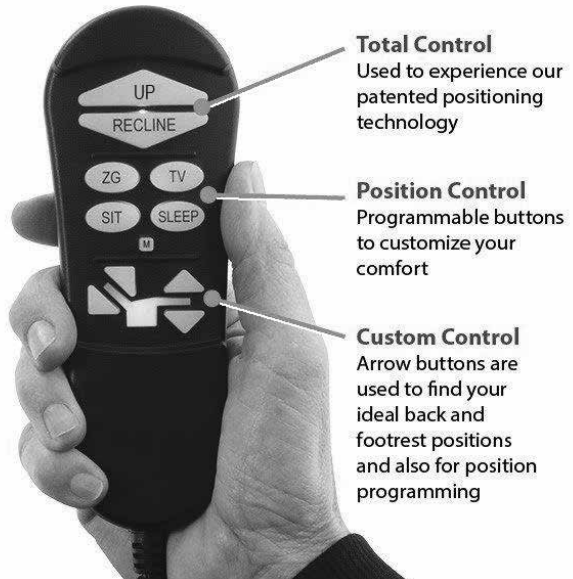 UP
RECLINE
ZG TV
SIT SLEEP
M
Total Control
Used to experience our
patented positioning
technology
Position Control
Programmable buttons
to customize your
comfort
Custom Control
Arrow buttons are
used to find your
ideal back and
footrest positions
and also for position
programming